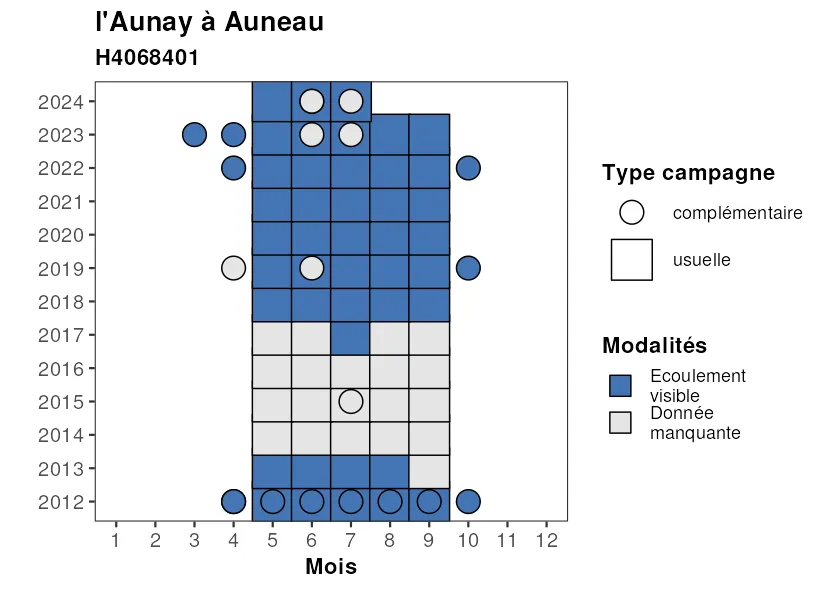 l'Aunay à Auneau
H4068401
2024
2023
2022
2021
2020
2019
2018
2017
2016
2015
2014
2013
2012
1 2 3 4 5 6 7 8 9 10 11 12
Mois
Type campagne
complémentaire
usuelle
Modalités
Ecoulement
visible
Donnée
manquante